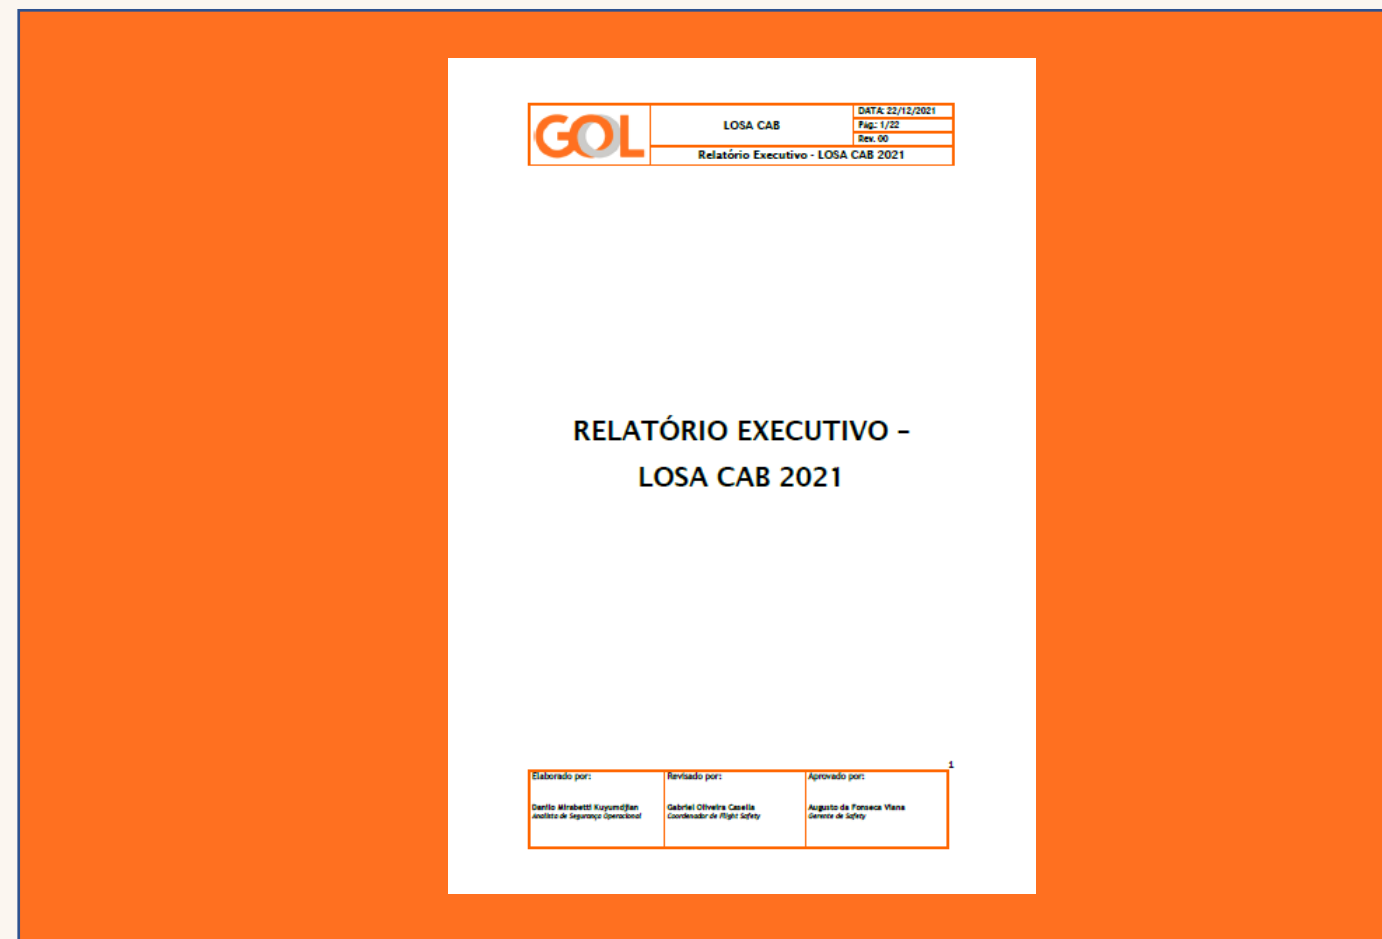 GOL
LOSA CAB
DATA: 22/12/2021
Pág.: 1/22
Rev. 00
Relatório Executivo - LOSA CAB 2021
RELATÓRIO EXECUTIVO –
LOSA CAB 2021
1
Elaborado por:
Danilo Mirabetti Kuyumdjian
Analista de Segurança Operacional
Revisado por:
Gabriel Oliveira Casella
Coordenador de Flight Safety
Aprovado por:
Augusto da Fonseca Viana
Gerente de Safety